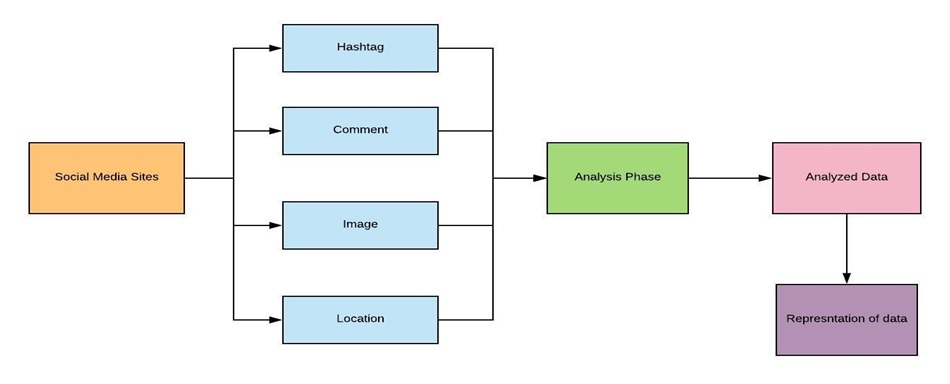 Social Media Sites
Hashtag
Comment
Image
Location
Analysis Phase
Analyzed Data
Represntation of data